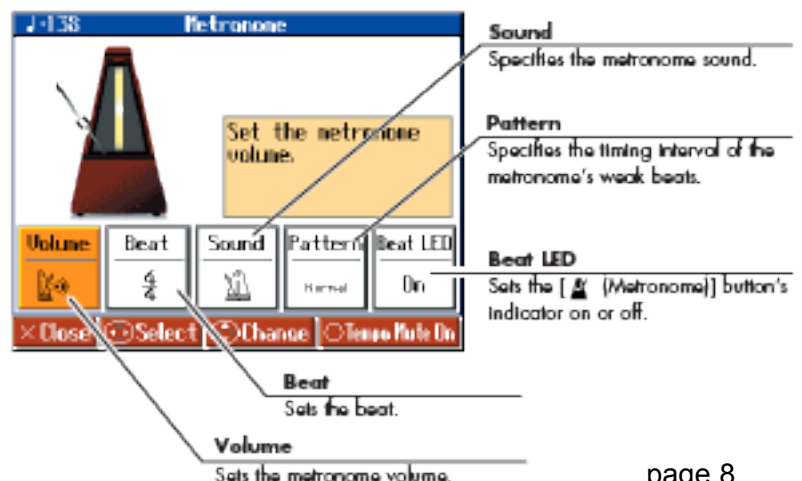 ♩=138 Metronome
Set the metronome
volume.
Volume Beat Sound Pattern Beat LED
4/4 Normal On
×Close Select Change Tempo Mute On
Sound
Specifies the metronome sound.
Pattern
Specifies the timing interval of the
metronome's weak beats.
Beat LED
Sets the [ (Metronome)] button's
indicator on or off.
Beat
Sets the beat.
Volume
Sets the metronome volume.
page 8